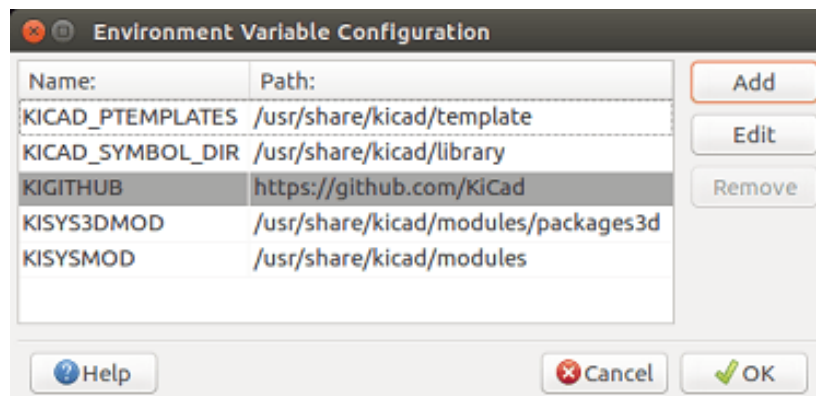 Environment Variable Configuration
Name: Path:
KICAD_PTEMPLATES /usr/share/kicad/template
KICAD_SYMBOL_DIR /usr/share/kicad/library
KIGITHUB https://github.com/KiCad
KISYS3DMOD /usr/share/kicad/modules/packages3d
KISYSMOD /usr/share/kicad/modules
Add
Edit
Remove
Help Cancel OK